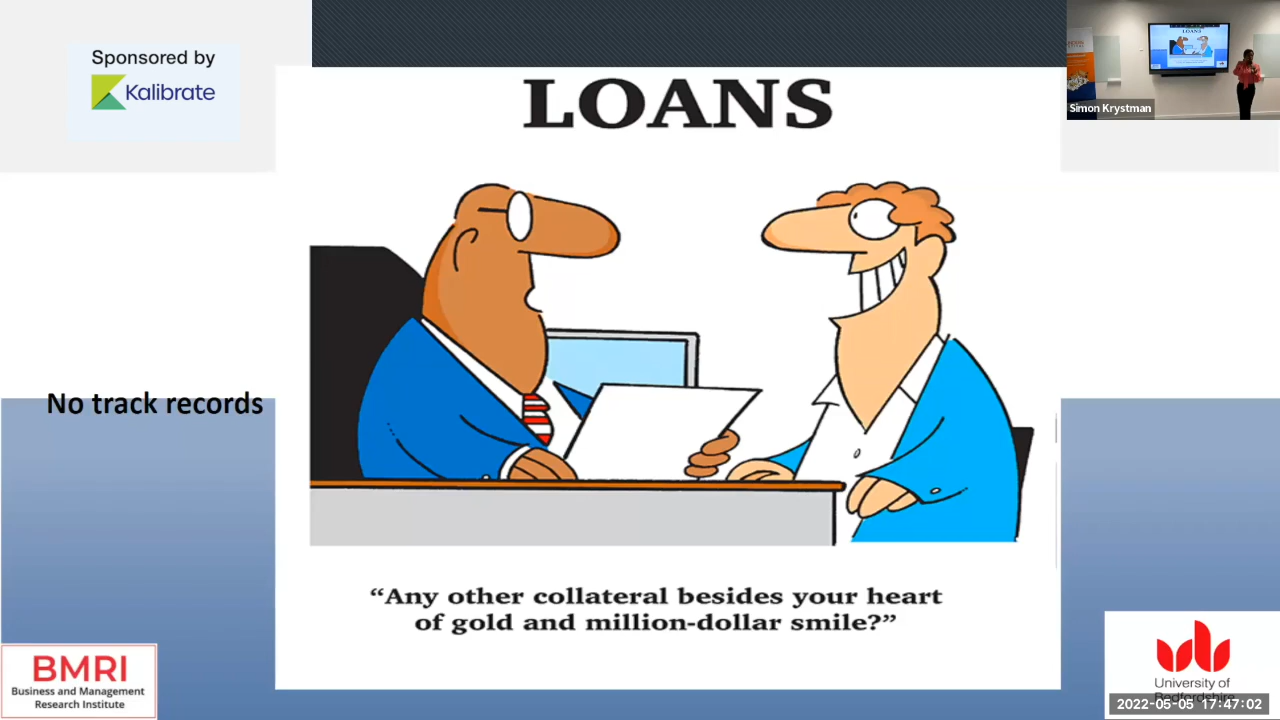 Sponsored by
Kalibrate
LOANS
Simon Krystman
No track records
“Any other collateral besides your heart
of gold and million-dollar smile?”
BMRI
Business and Management
Research Institute
University of
Bedfordshire
2022-05-05 17:47:02